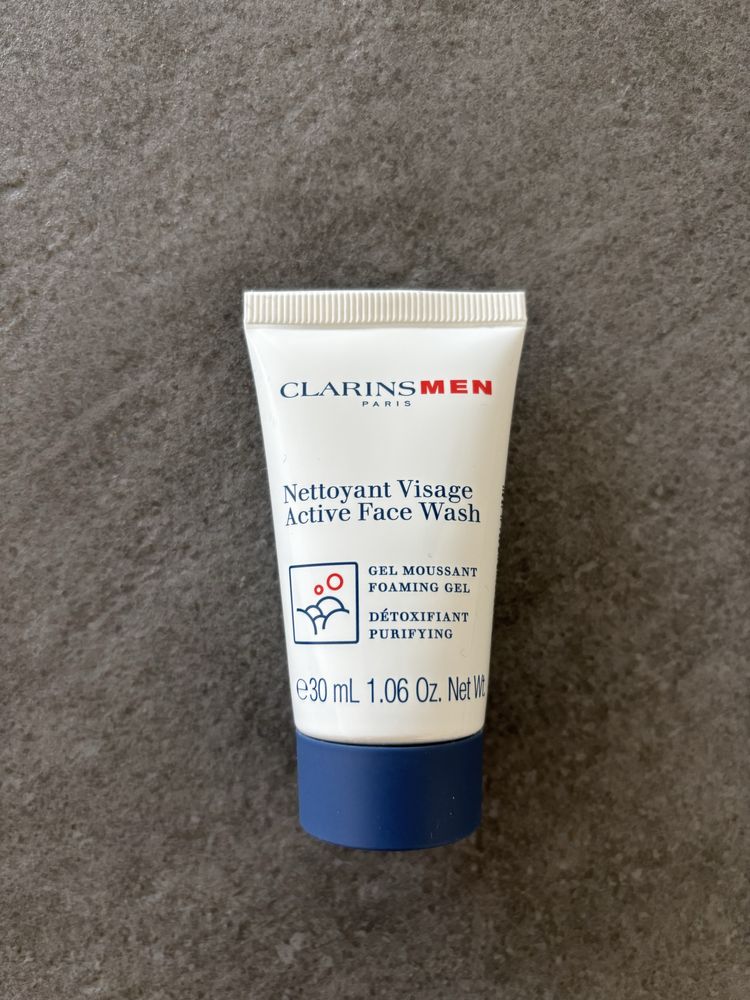 CLARINSMEN
PARIS
Nettoyant Visage
Active Face Wash
GEL MOUSSANT
FOAMING GEL
DÉTOXIFIANT
PURIFYING
℮30 mL 1.06 Oz. Net Wt.